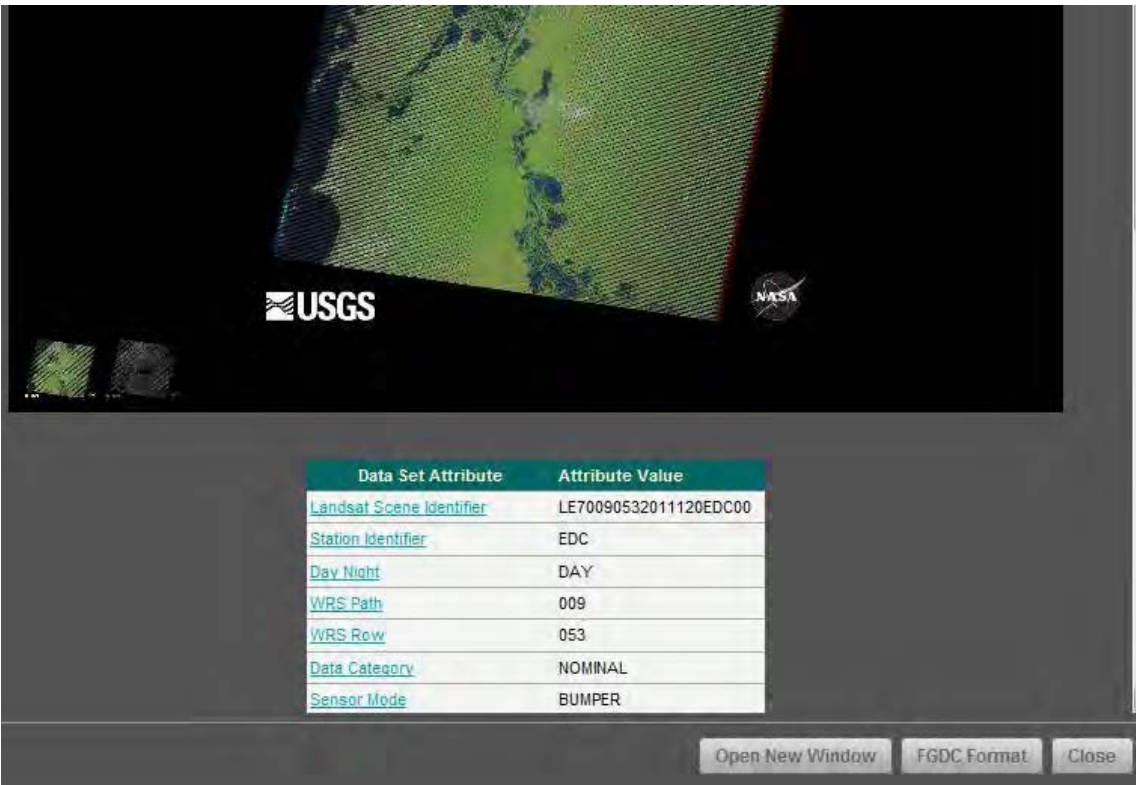 USGS
NASA
Data Set Attribute Attribute Value
Landsat Scene Identifier LE70090532011120EDC00
Station Identifier EDC
Day Night DAY
WRS Path 009
WRS Row 053
Data Category NOMINAL
Sensor Mode BUMPER
Open New Window FGDC Format Close